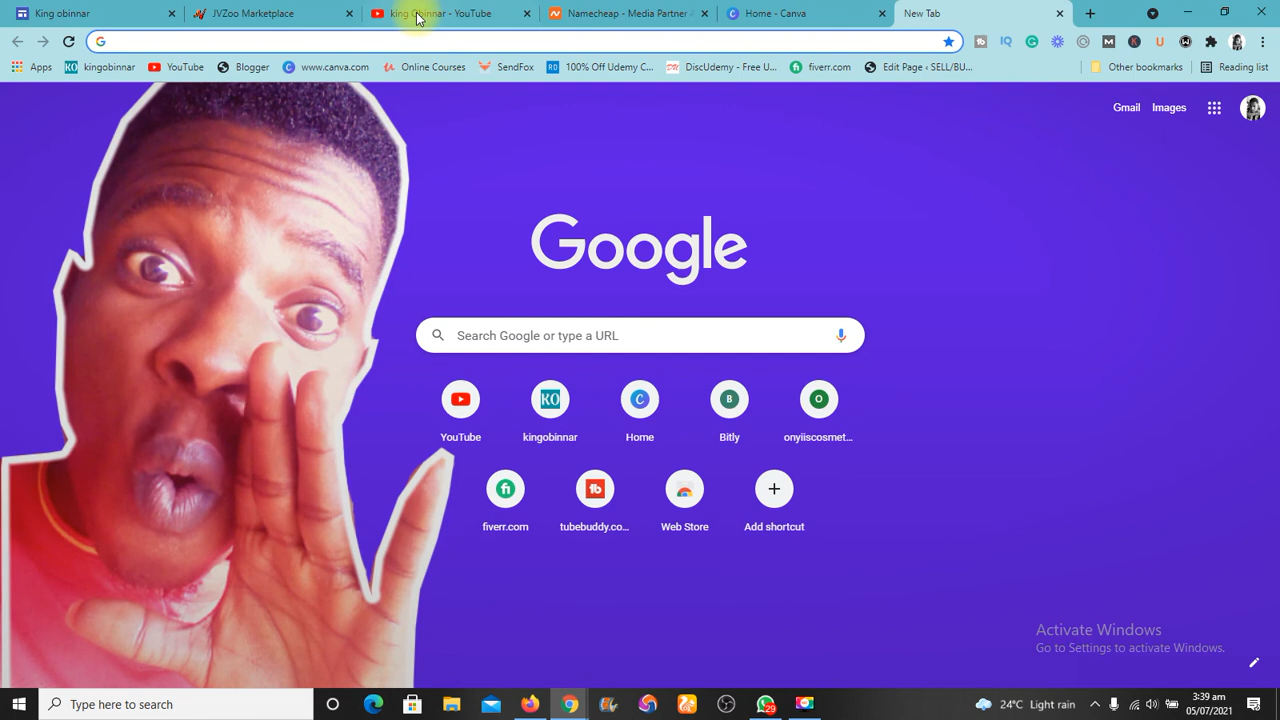 King obinnar
JVZoo Marketplace
king obinnar - YouTube
Namecheap - Media Partner
Home - Canva
New Tab
Apps
kingobinnar
YouTube
Blogger
www.canva.com
Online Courses
SendFox
100% Off Udemy C...
DiscUdemy - Free U...
fiverr.com
Edit Page ‹ SELL/BU...
Other bookmarks
Reading list
Gmail
Images
Google
Search Google or type a URL
YouTube
kingobinnar
Home
Bitly
onyiiscosmet...
fiverr.com
tubebuddy.co...
Web Store
Add shortcut
Activate Windows
Go to Settings to activate Windows.
Type here to search
29
24°C Light rain
3:39 am
05/07/2021